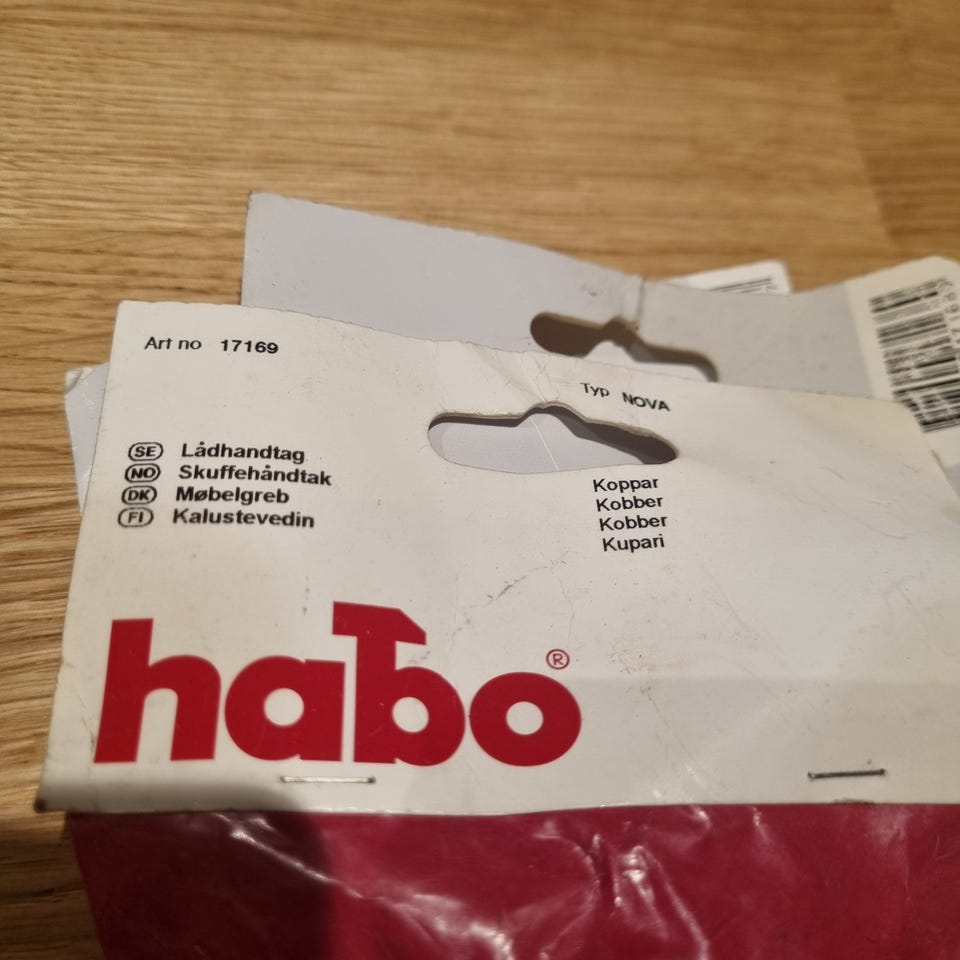 Art no 17169
Typ NOVA
SE Lådhandtag
NO Skuffehåndtak
DK Møbelgreb
FI Kalustevedin
Koppar
Kobber
Kobber
Kupari
habo®